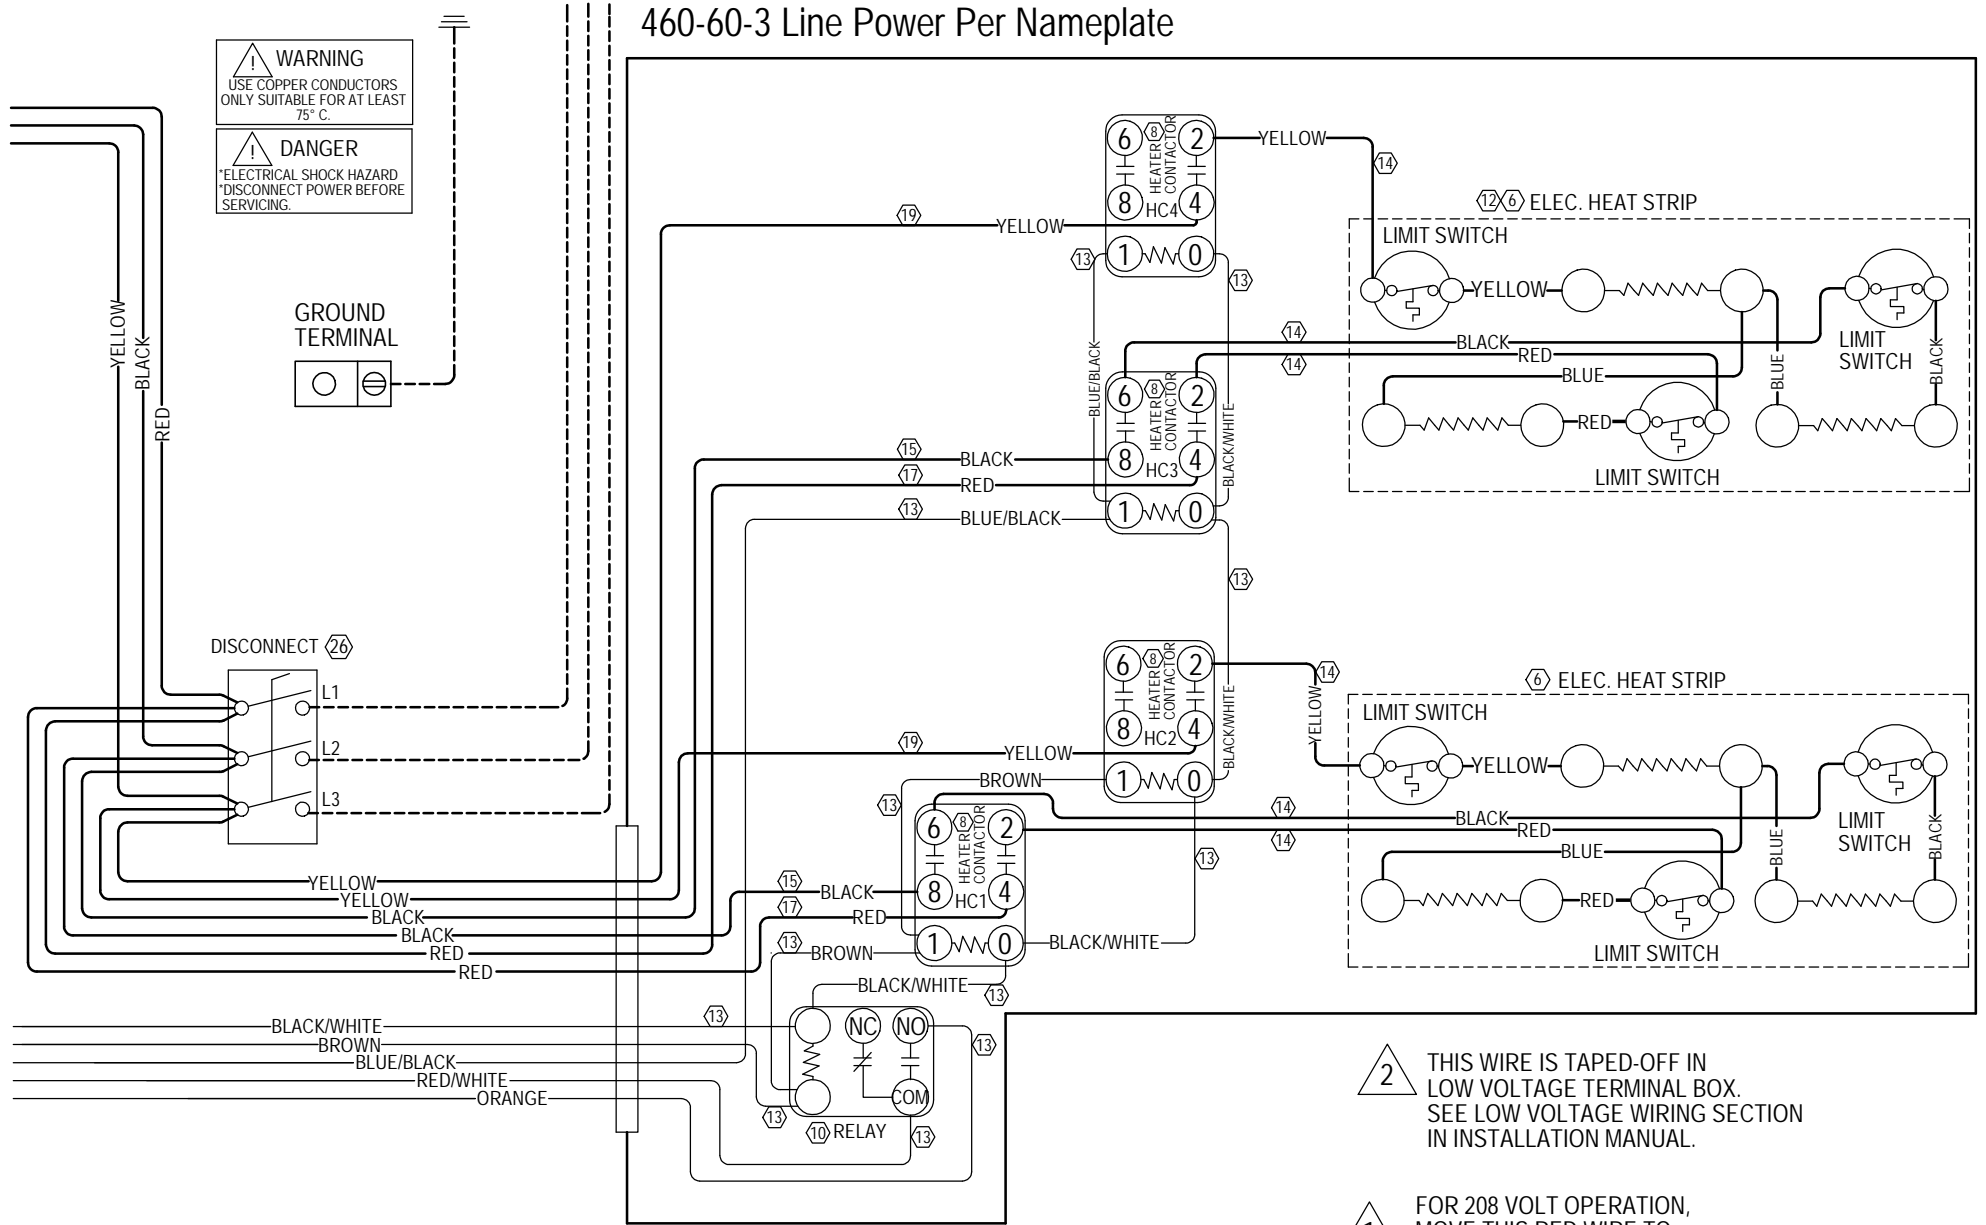 460-60-3 Line Power Per Nameplate
! WARNING
USE COPPER CONDUCTORS
ONLY SUITABLE FOR AT LEAST
75° C.
! DANGER
*ELECTRICAL SHOCK HAZARD
*DISCONNECT POWER BEFORE
SERVICING.
GROUND
TERMINAL
YELLOW
BLACK
RED
DISCONNECT 26
L1
L2
L3
YELLOW
YELLOW
BLACK
BLACK
RED
RED
BLACK/WHITE
BROWN
BLUE/BLACK
RED/WHITE
ORANGE
6 8 2
HEATER
CONTACTOR
8 HC4 4
1 0
YELLOW
14
19
YELLOW
13
13
BLUE/BLACK
BLACK/WHITE
12 6 ELEC. HEAT STRIP
LIMIT SWITCH
YELLOW
LIMIT
SWITCH
BLACK
14
BLACK
RED
14
BLUE
BLUE
RED
LIMIT SWITCH
6 8 2
HEATER
CONTACTOR
8 HC3 4
1 0
15
BLACK
17
RED
13
BLUE/BLACK
13
BLACK/WHITE
6 8 2
HEATER
CONTACTOR
8 HC2 4
1 0
14
YELLOW
19
YELLOW
BROWN
13
6 ELEC. HEAT STRIP
LIMIT SWITCH
YELLOW
LIMIT
SWITCH
BLACK
14
BLACK
RED
14
BLUE
BLUE
RED
LIMIT SWITCH
6 8 2
HEATER
CONTACTOR
8 HC1 4
1 0
13
15
BLACK
17
RED
13
BROWN
BLACK/WHITE
BLACK/WHITE
13
13
NC NO
COM
13
13
10 RELAY
13
2
THIS WIRE IS TAPED-OFF IN
LOW VOLTAGE TERMINAL BOX.
SEE LOW VOLTAGE WIRING SECTION
IN INSTALLATION MANUAL.
1
FOR 208 VOLT OPERATION,
MOVE THIS RED WIRE TO